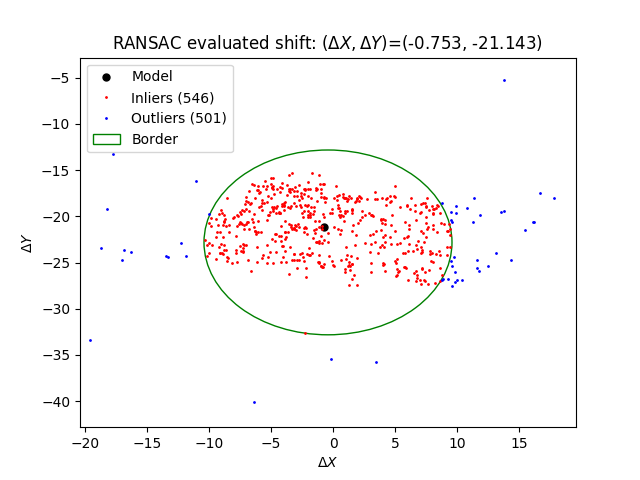 RANSAC evaluated shift: (ΔX, ΔY)=(-0.753, -21.143)
Model
Inliers (546)
Outliers (501)
Border
ΔY
−5
−10
−15
−20
−25
−30
−35
−40
−20 −15 −10 −5 0 5 10 15
ΔX